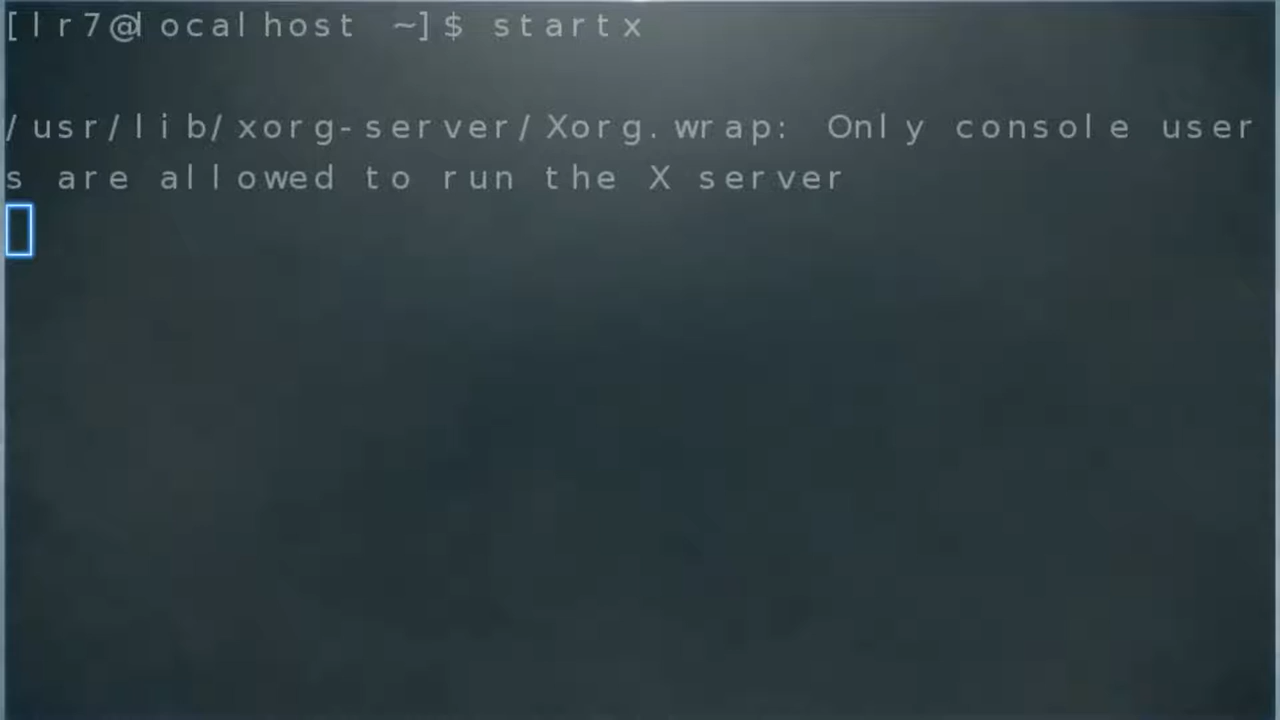 [lr7@localhost ~]$ startx
/usr/lib/xorg-server/Xorg.wrap: Only console user
s are allowed to run the X server